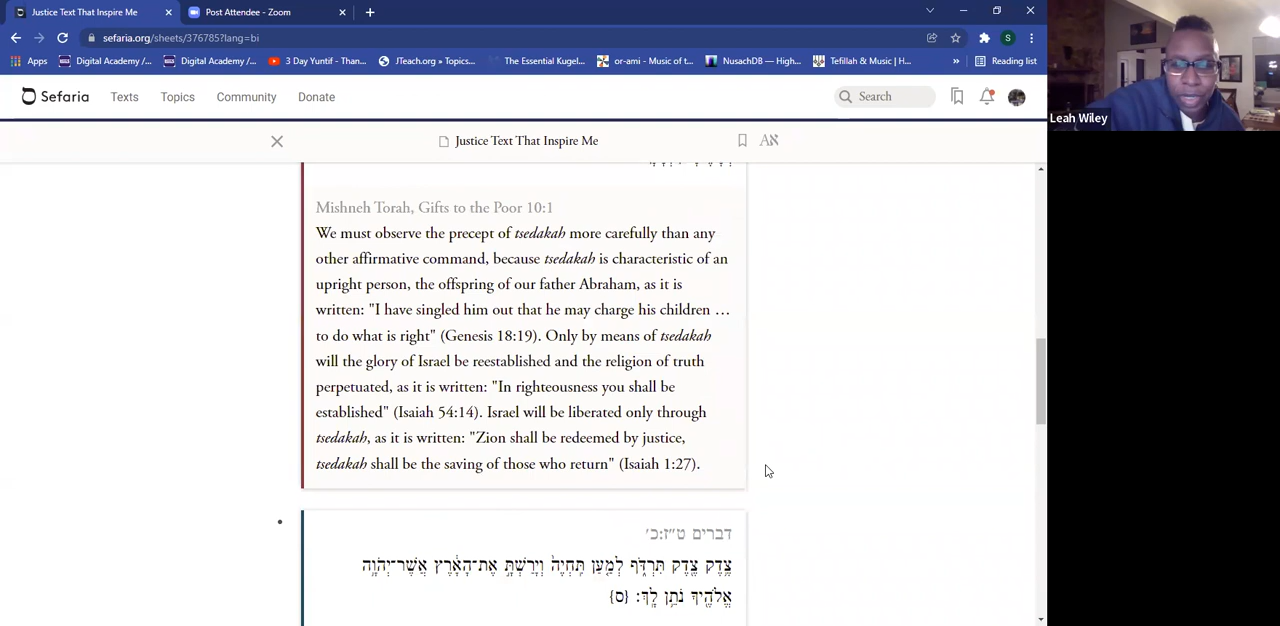 Justice Text That Inspire Me
Post Attendee - Zoom
sefaria.org/sheets/376785?lang=bi
Apps
Digital Academy /...
Digital Academy /...
3 Day Yuntif - Than...
JTeach.org » Topics...
The Essential Kugel...
or-ami - Music of t...
NusachDB — High...
Tefillah & Music | H...
»
Reading list
S
Sefaria
Texts
Topics
Community
Donate
Search
Justice Text That Inspire Me
אA
Leah Wiley
Mishneh Torah, Gifts to the Poor 10:1
We must observe the precept of tsedakah more carefully than any
other affirmative command, because tsedakah is characteristic of an
upright person, the offspring of our father Abraham, as it is
written: "I have singled him out that he may charge his children …
to do what is right" (Genesis 18:19). Only by means of tsedakah
will the glory of Israel be reestablished and the religion of truth
perpetuated, as it is written: "In righteousness you shall be
established" (Isaiah 54:14). Israel will be liberated only through
tsedakah, as it is written: "Zion shall be redeemed by justice,
tsedakah shall be the saving of those who return" (Isaiah 1:27).
דברים ט״ז:כ׳
צֶ֥דֶק צֶ֖דֶק תִּרְדֹּ֑ף לְמַ֤עַן תִּֽחְיֶה֙ וְיָרַשְׁתָּ֣ אֶת־הָאָ֔רֶץ אֲשֶׁר־יְהֹוָ֥ה
אֱלֹהֶ֖יךָ נֹתֵ֥ן לָֽךְ׃ {ס}